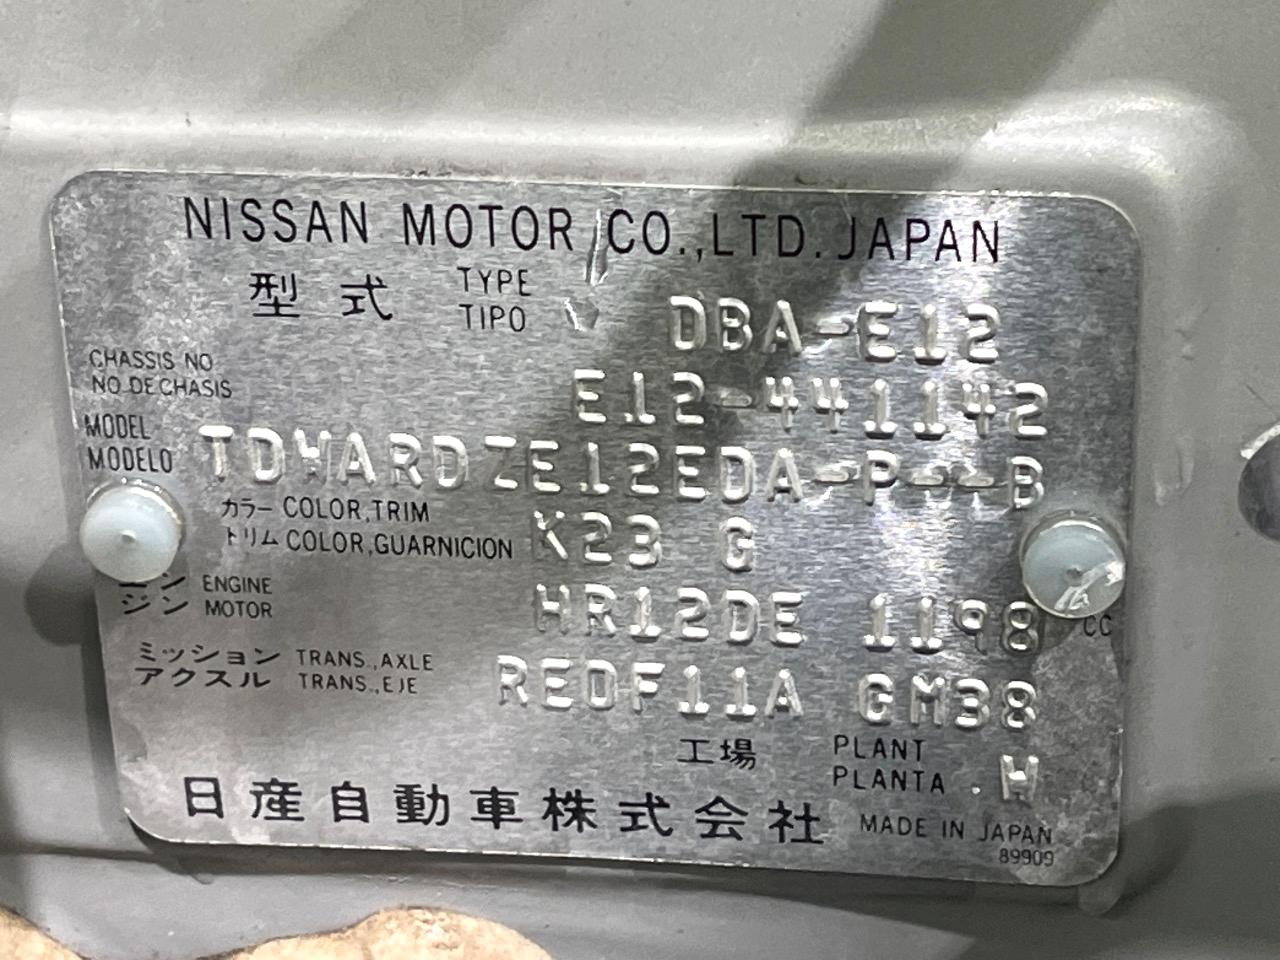 NISSAN MOTOR CO.,LTD. JAPAN
型式 TYPE
TIPO DBA-E12
CHASSIS NO
NO.DE CHASIS E12-441142
MODEL
MODELO TDWARDZE12EDA-P--B
カラー COLOR,TRIM
トリム COLOR,GUARNICION K23 G
エン ENGINE
ジン MOTOR HR12DE 1198 CC
ミッション TRANS.,AXLE
アクスル TRANS.,EJE RE0F11A GM38
工場 PLANT
PLANTA H
日産自動車株式会社 MADE IN JAPAN
89909